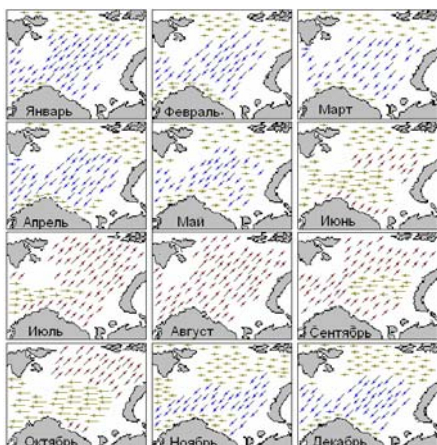 Январь
Февраль
Март
Апрель
Май
Июнь
Июль
Август
Сентябрь
Октябрь
Ноябрь
Декабрь